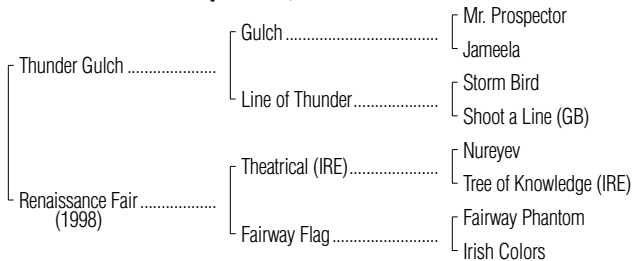 Mr. Prospector
Gulch
Jameela
Thunder Gulch
Storm Bird
Line of Thunder
Shoot a Line (GB)
Nureyev
Theatrical (IRE)
Tree of Knowledge (IRE)
Renaissance Fair
(1998)
Fairway Phantom
Fairway Flag
Irish Colors